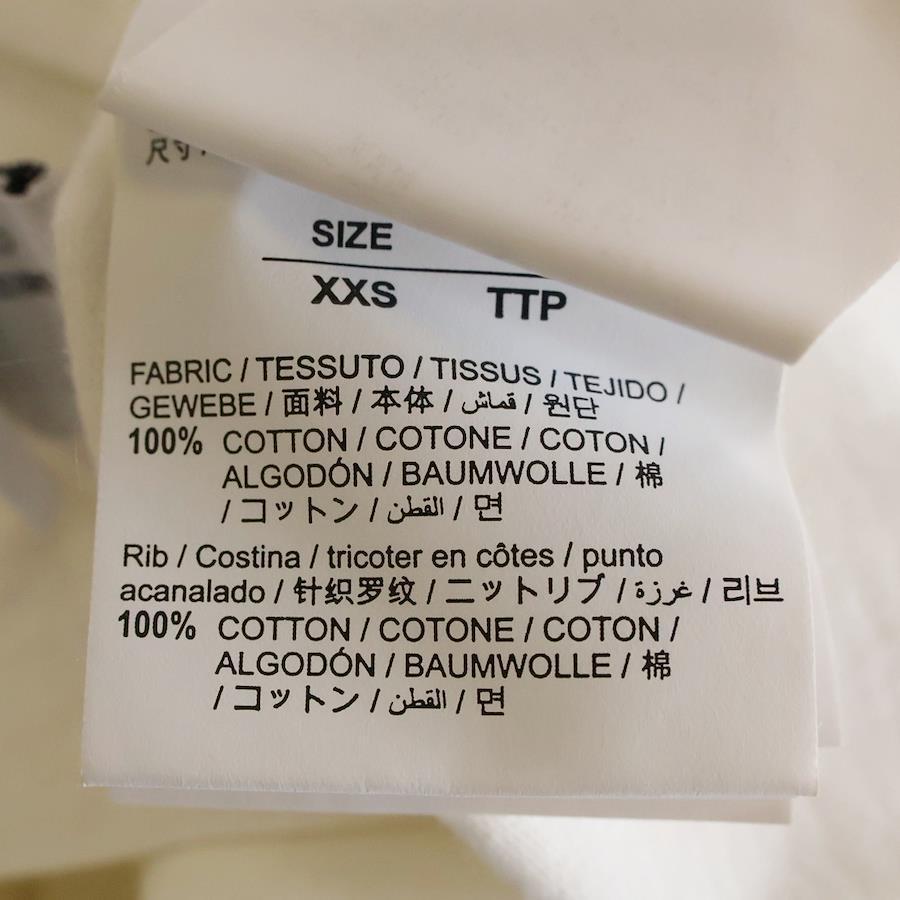 尺寸
SIZE
XXS TTP
FABRIC / TESSUTO / TISSUS / TEJIDO /
GEWEBE / 面料 / 本体 / قماش / 원단
100% COTTON / COTONE / COTON /
ALGODÓN / BAUMWOLLE / 棉
/ コットン / القطن / 면
Rib / Costina / tricoter en côtes / punto
acanalado / 针织罗纹 / ニットリブ / غرزة / 리브
100% COTTON / COTONE / COTON /
ALGODÓN / BAUMWOLLE / 棉
/ コットン / القطن / 면